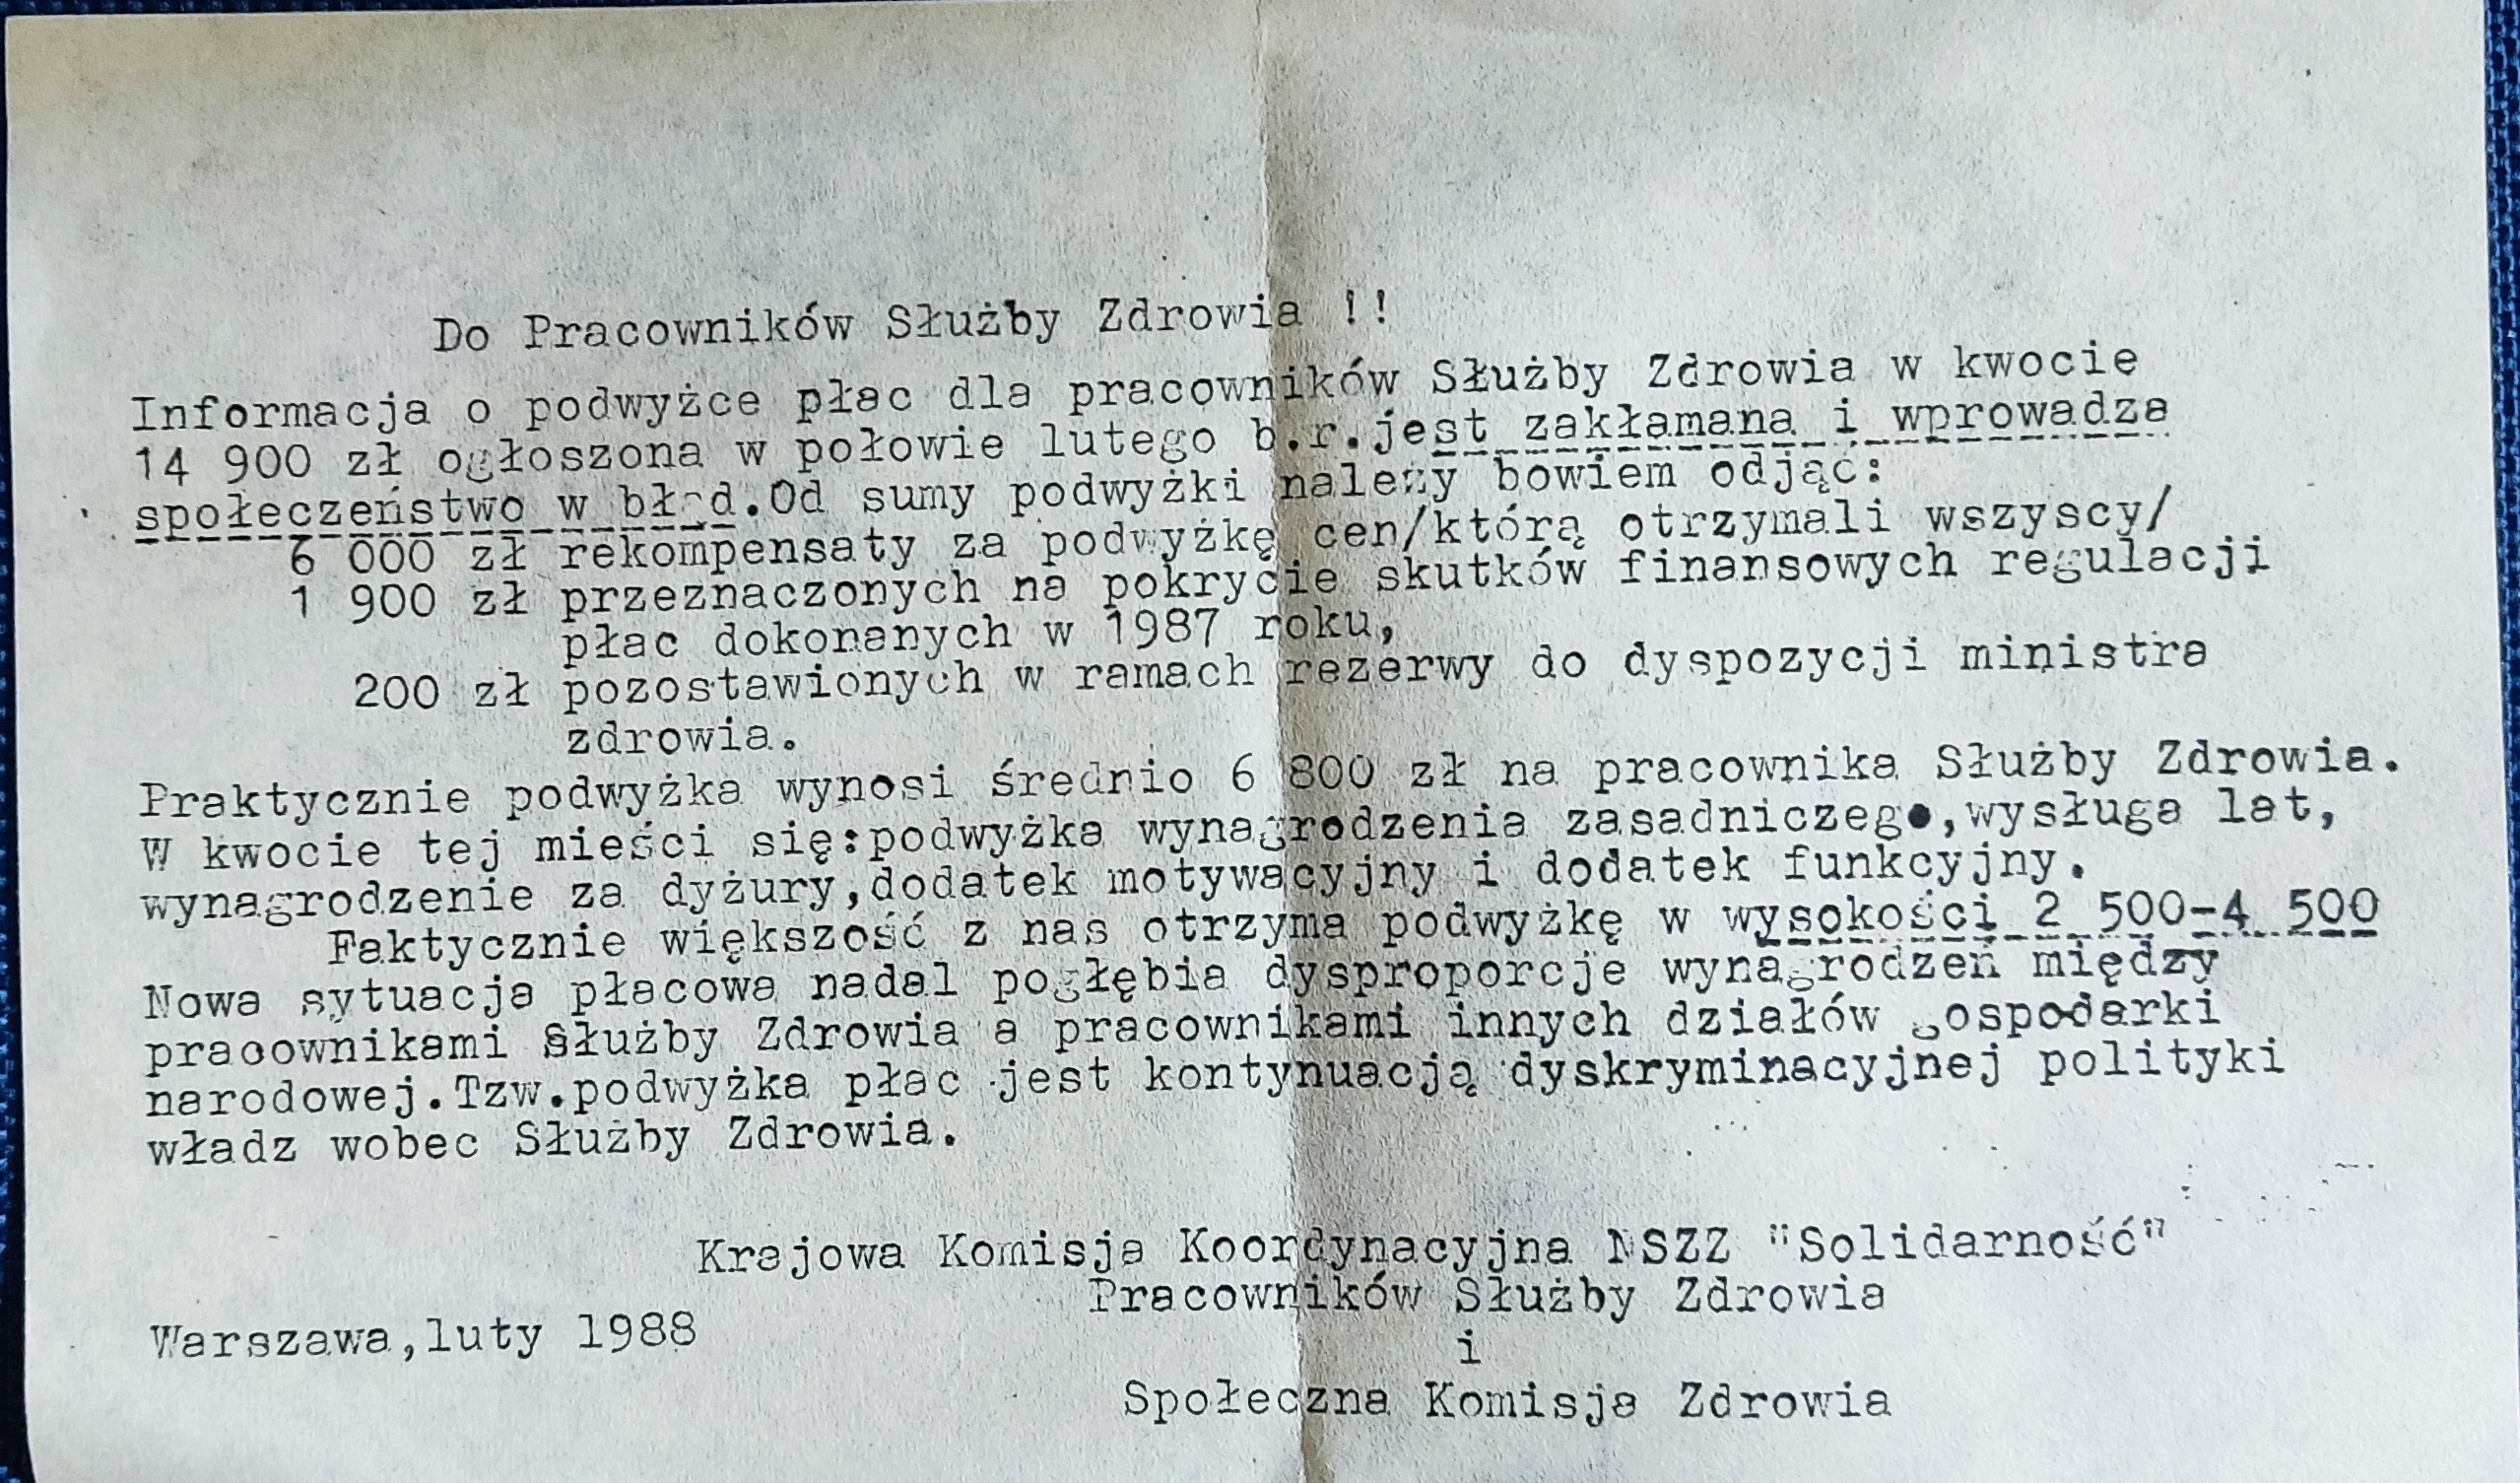 Do Pracowników Służby Zdrowia !!
Informacja o podwyżce płac dla pracowników Służby Zdrowia w kwocie
14 900 zł ogłoszona w połowie lutego b.r.jest zakłamana i wprowadza
społeczeństwo w błąd.Od sumy podwyżki należy bowiem odjąć:
6 000 zł rekompensaty za podwyżkę cen/którą otrzymali wszyscy/
1 900 zł przeznaczonych na pokrycie skutków finansowych regulacji
płac dokonanych w 1987 roku,
200 zł pozostawionych w ramach rezerwy do dyspozycji ministra
zdrowia.
Praktycznie podwyżka wynosi średnio 6 800 zł na pracownika Służby Zdrowia.
W kwocie tej mieści się:podwyżka wynagrodzenia zasadniczego,wysługa lat,
wynagrodzenie za dyżury,dodatek motywacyjny i dodatek funkcyjny.
Faktycznie większość z nas otrzyma podwyżkę w wysokości 2 500-4 500
Nowa sytuacja płacowa nadal pogłębia dysproporcje wynagrodzeń między
pracownikami Służby Zdrowia a pracownikami innych działów gospodarki
narodowej.Tzw.podwyżka płac jest kontynuacją dyskryminacyjnej polityki
władz wobec Służby Zdrowia.
Krajowa Komisja Koordynacyjna NSZZ "Solidarność"
Pracowników Służby Zdrowia
Warszawa,luty 1988
i
Społeczna Komisja Zdrowia